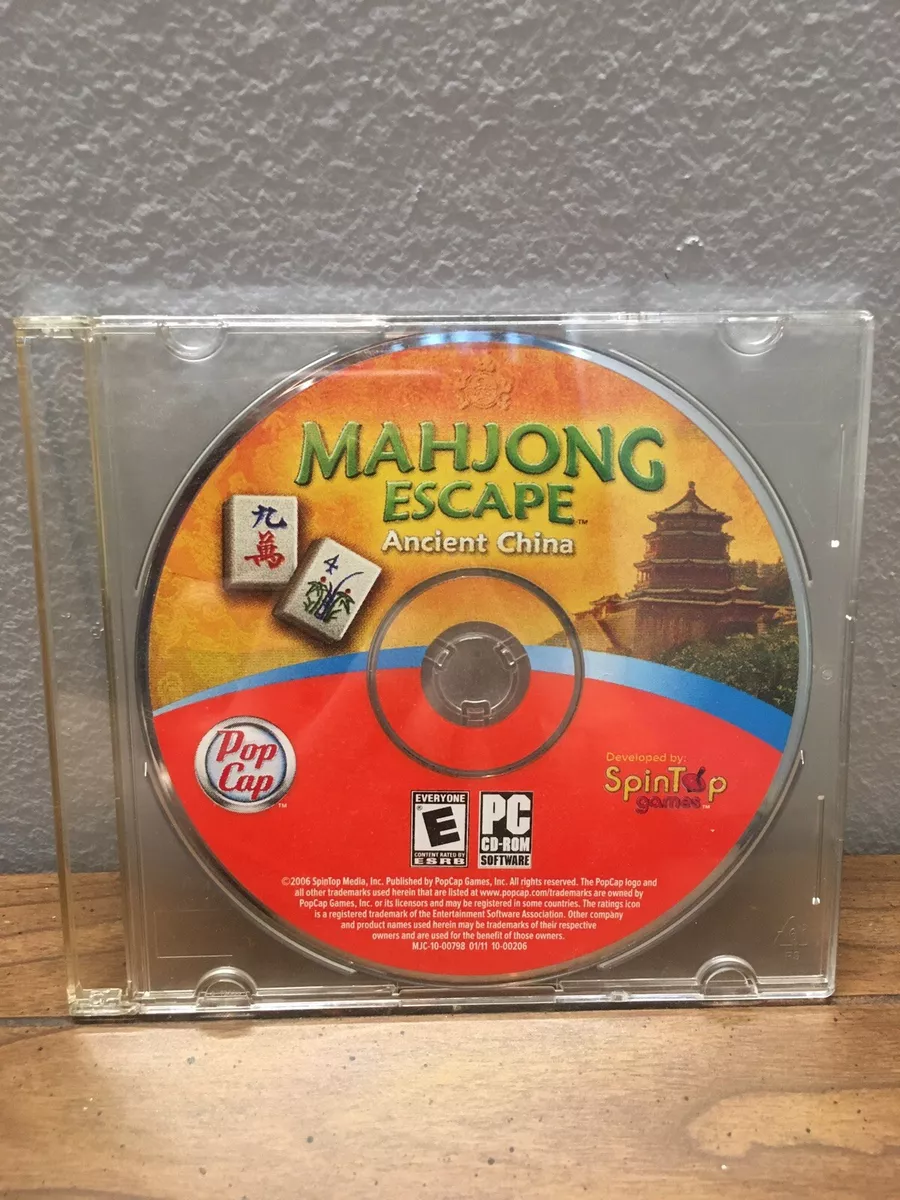 MAHJONG
ESCAPE™
Ancient China
九
萬
4
Pop
Cap™
Developed by:
SpinTop
games™
EVERYONE
E
CONTENT RATED BY
ESRB
PC
CD-ROM
SOFTWARE
©2006 SpinTop Media, Inc. Published by PopCap Games, Inc. All rights reserved. The PopCap logo and
all other trademarks used herein that are listed at www.popcap.com/trademarks are owned by
PopCap Games, Inc. or its licensors and may be registered in some countries. The ratings icon
is a registered trademark of the Entertainment Software Association. Other company
and product names used herein may be trademarks of their respective
owners and are used for the benefit of those owners.
MJC-10-00798 01/11 10-00206